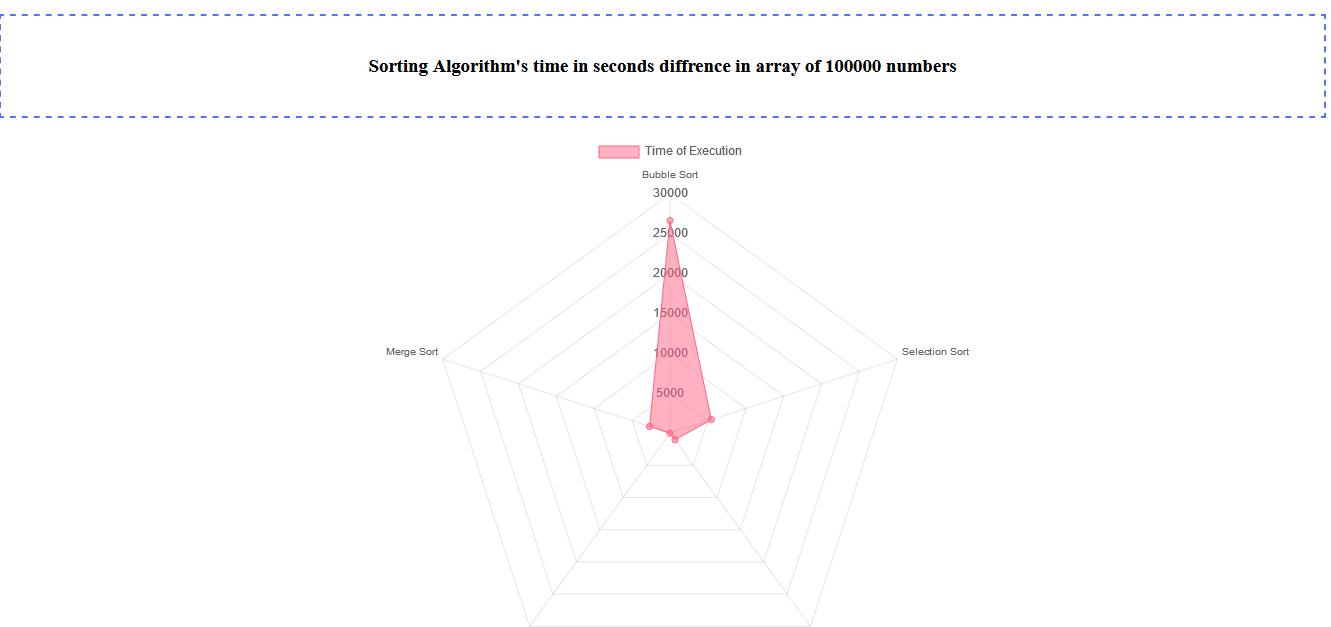 Sorting Algorithm's time in seconds diffrence in array of 100000 numbers
Time of Execution
Bubble Sort
30000
25000
20000
15000
10000
5000
Merge Sort
Selection Sort